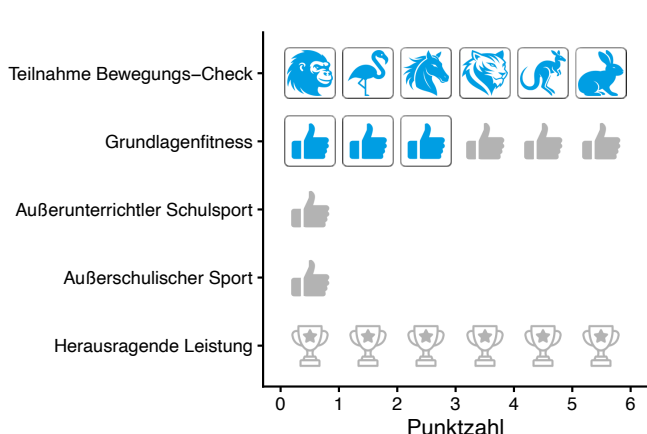 Teilnahme Bewegungs−Check
Grundlagenfitness
Außerunterrichtler Schulsport
Außerschulischer Sport
Herausragende Leistung
0 1 2 3 4 5 6
Punktzahl